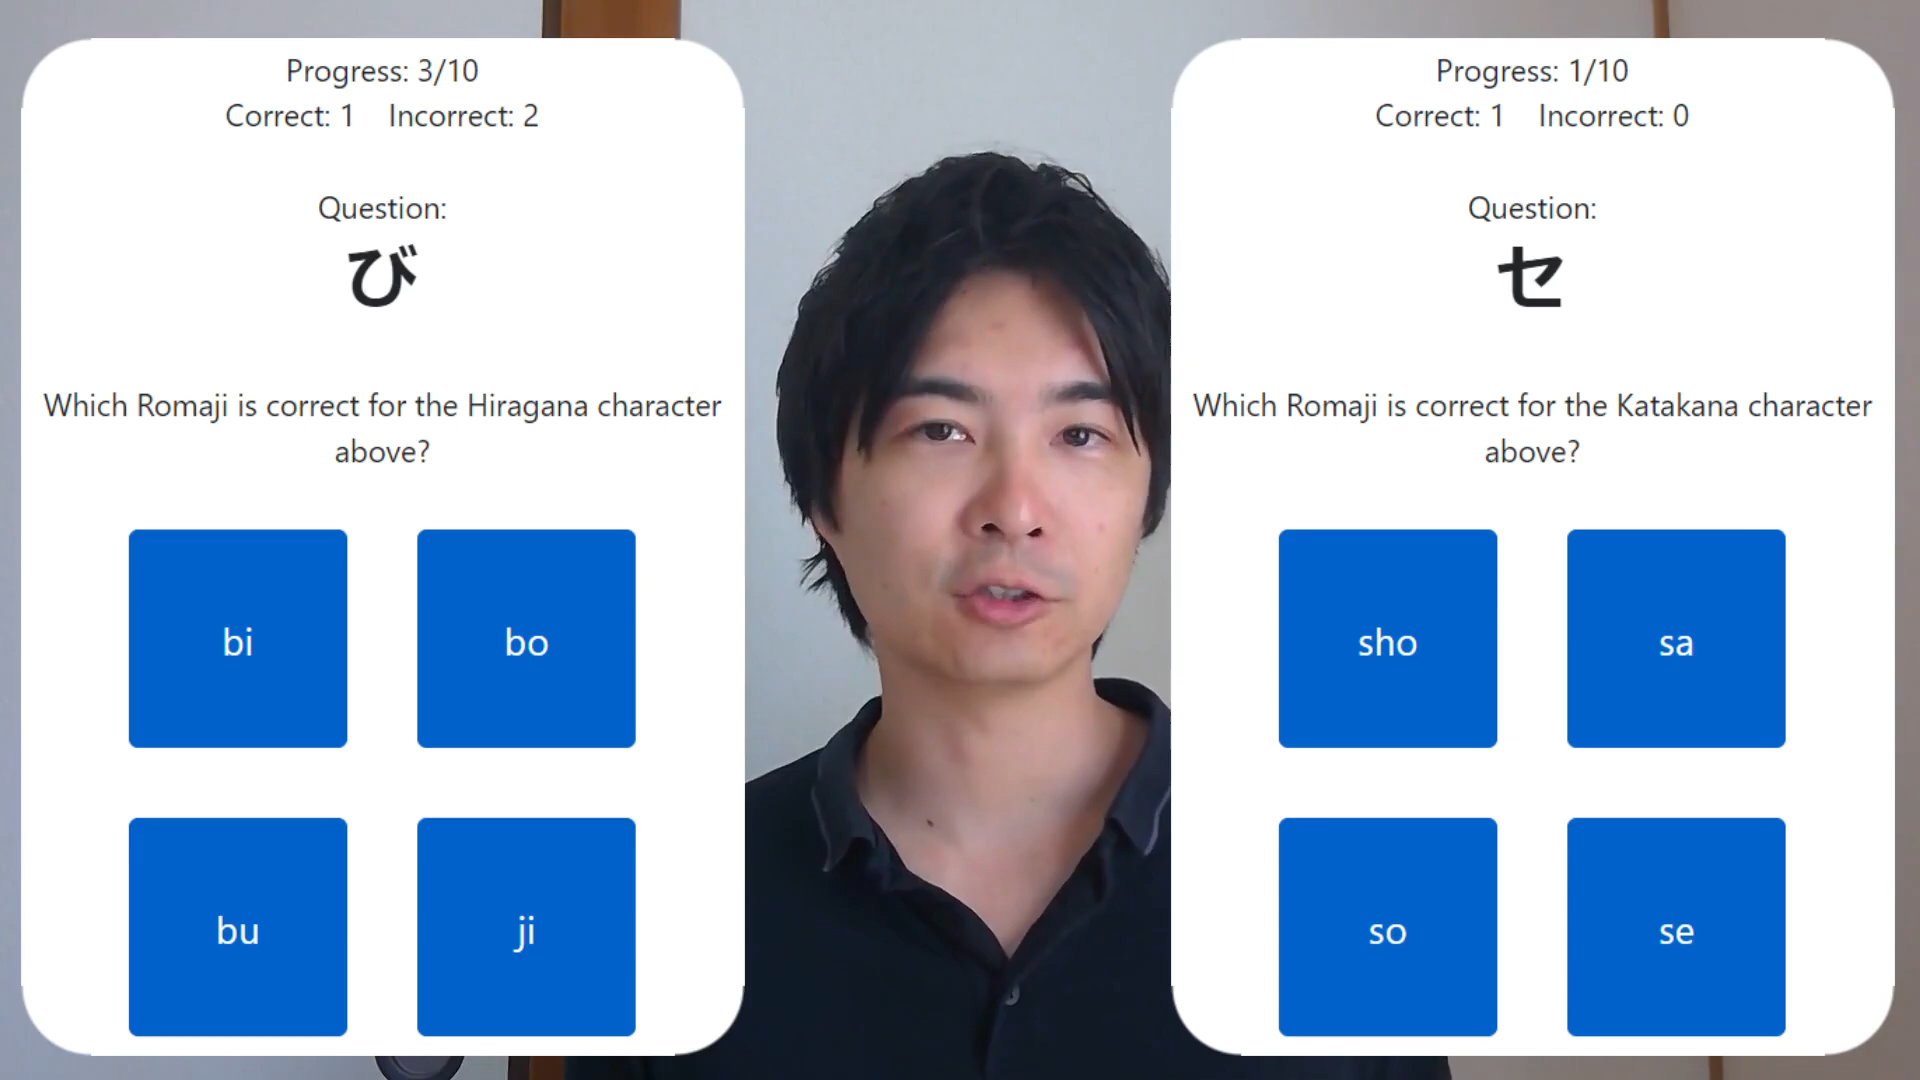 Progress: 3/10
Correct: 1 Incorrect: 2
Question:
び
Which Romaji is correct for the Hiragana character
above?
bi
bo
bu
ji
Progress: 1/10
Correct: 1 Incorrect: 0
Question:
セ
Which Romaji is correct for the Katakana character
above?
sho
sa
so
se